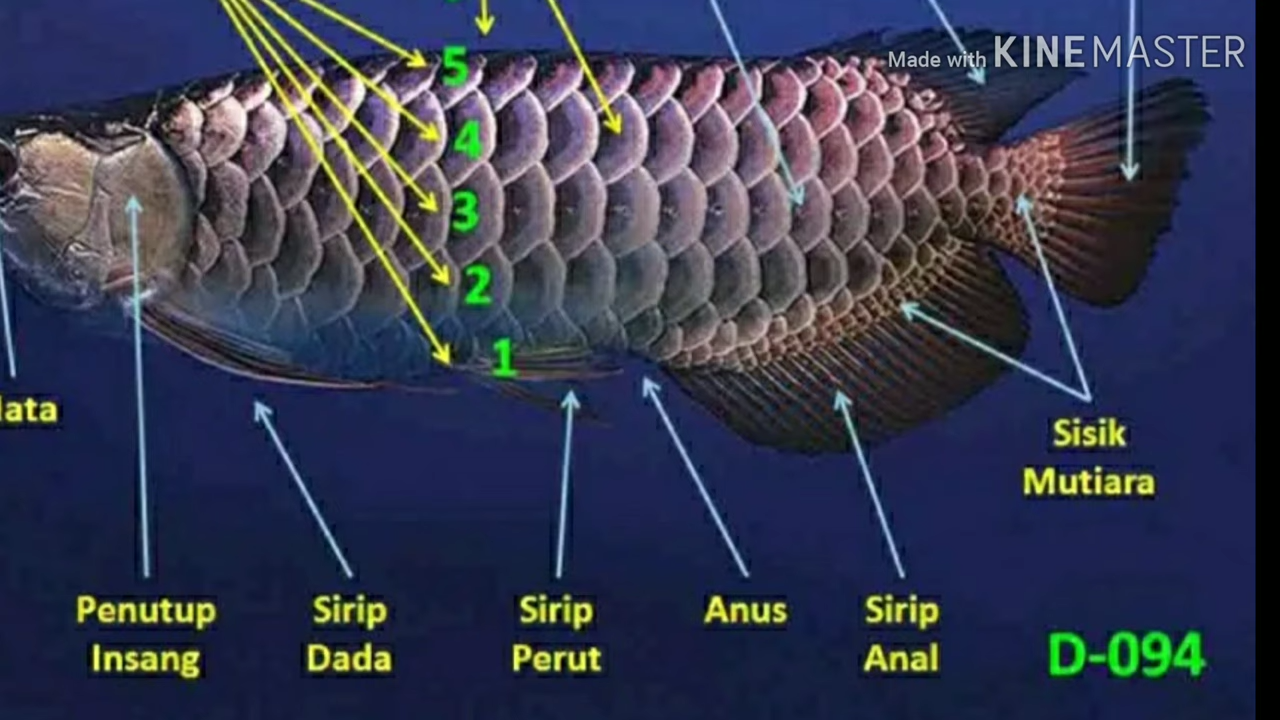 Made with KINEMASTER
5
4
3
2
1
Sisik
Mutiara
Penutup
Insang
Sirip
Dada
Sirip
Perut
Anus
Sirip
Anal
D-094